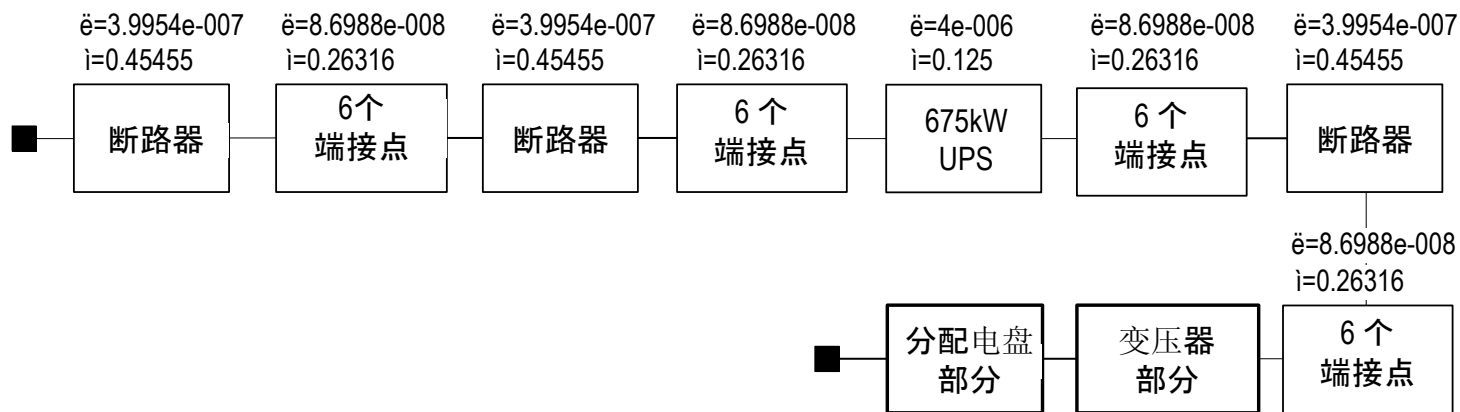 ë=3.9954e-007
ì=0.45455
ë=8.6988e-008
ì=0.26316
ë=3.9954e-007
ì=0.45455
ë=8.6988e-008
ì=0.26316
ë=4e-006
ì=0.125
ë=8.6988e-008
ì=0.26316
ë=3.9954e-007
ì=0.45455
断路器
6个
端接点
断路器
6 个
端接点
675kW
UPS
6 个
端接点
断路器
ë=8.6988e-008
ì=0.26316
分配电盘
部分
变压器
部分
6 个
端接点